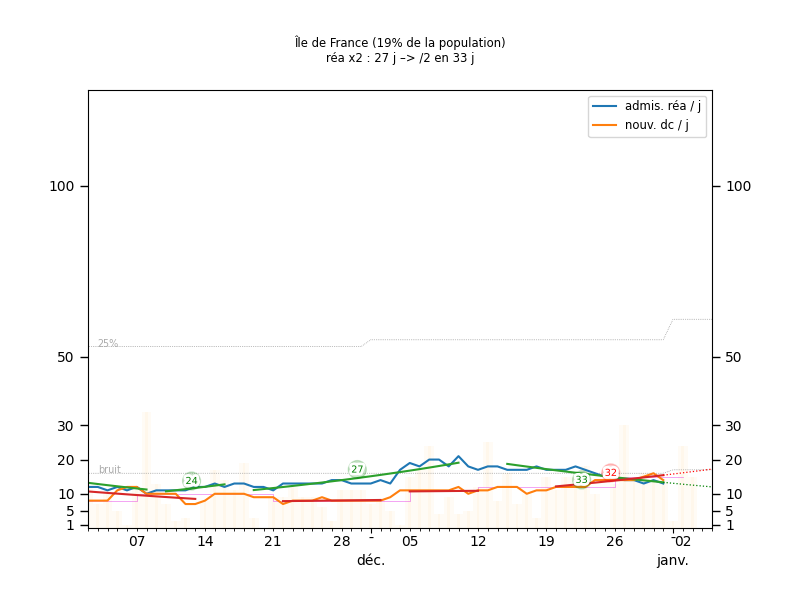 Île de France (19% de la population)
réa x2 : 27 j –> /2 en 33 j
admis. réa / j
nouv. dc / j
100 100
25%
50 50
30 30
20 20
bruit
27
32
24
33
10 10
5 5
1 1
07 14 21 28 - 05 12 19 26 - 02
déc. janv.